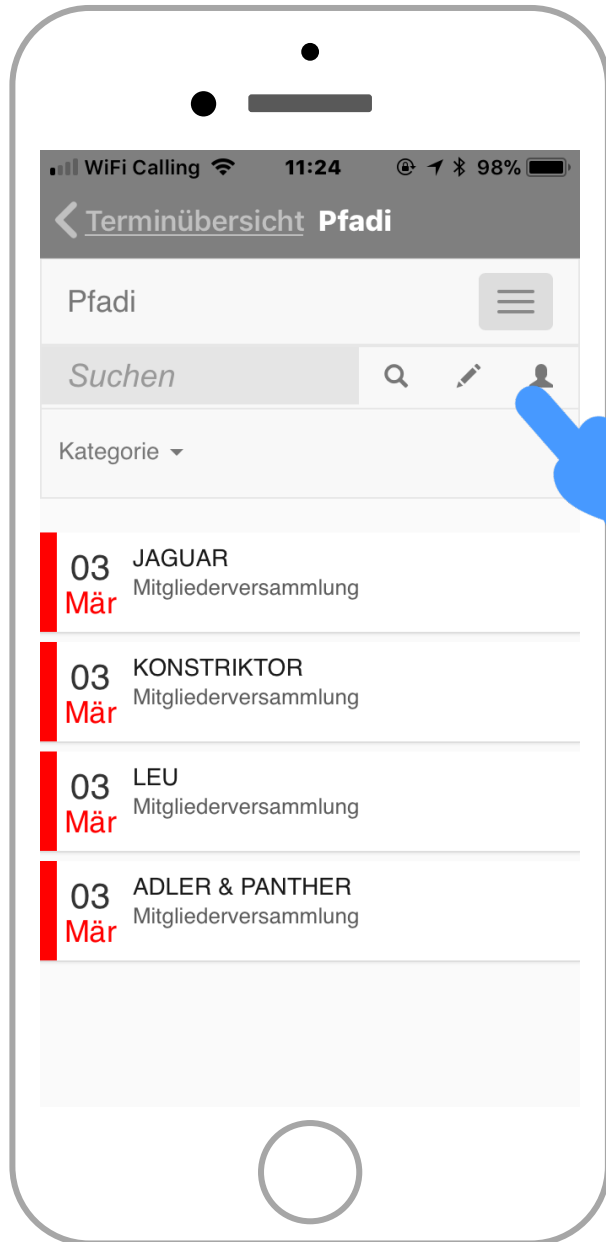 WiFi Calling 11:24 98%
Terminübersicht Pfadi
Pfadi
Suchen
Kategorie
03 JAGUAR
Mär Mitgliederversammlung
03 KONSTRIKTOR
Mär Mitgliederversammlung
03 LEU
Mär Mitgliederversammlung
03 ADLER & PANTHER
Mär Mitgliederversammlung